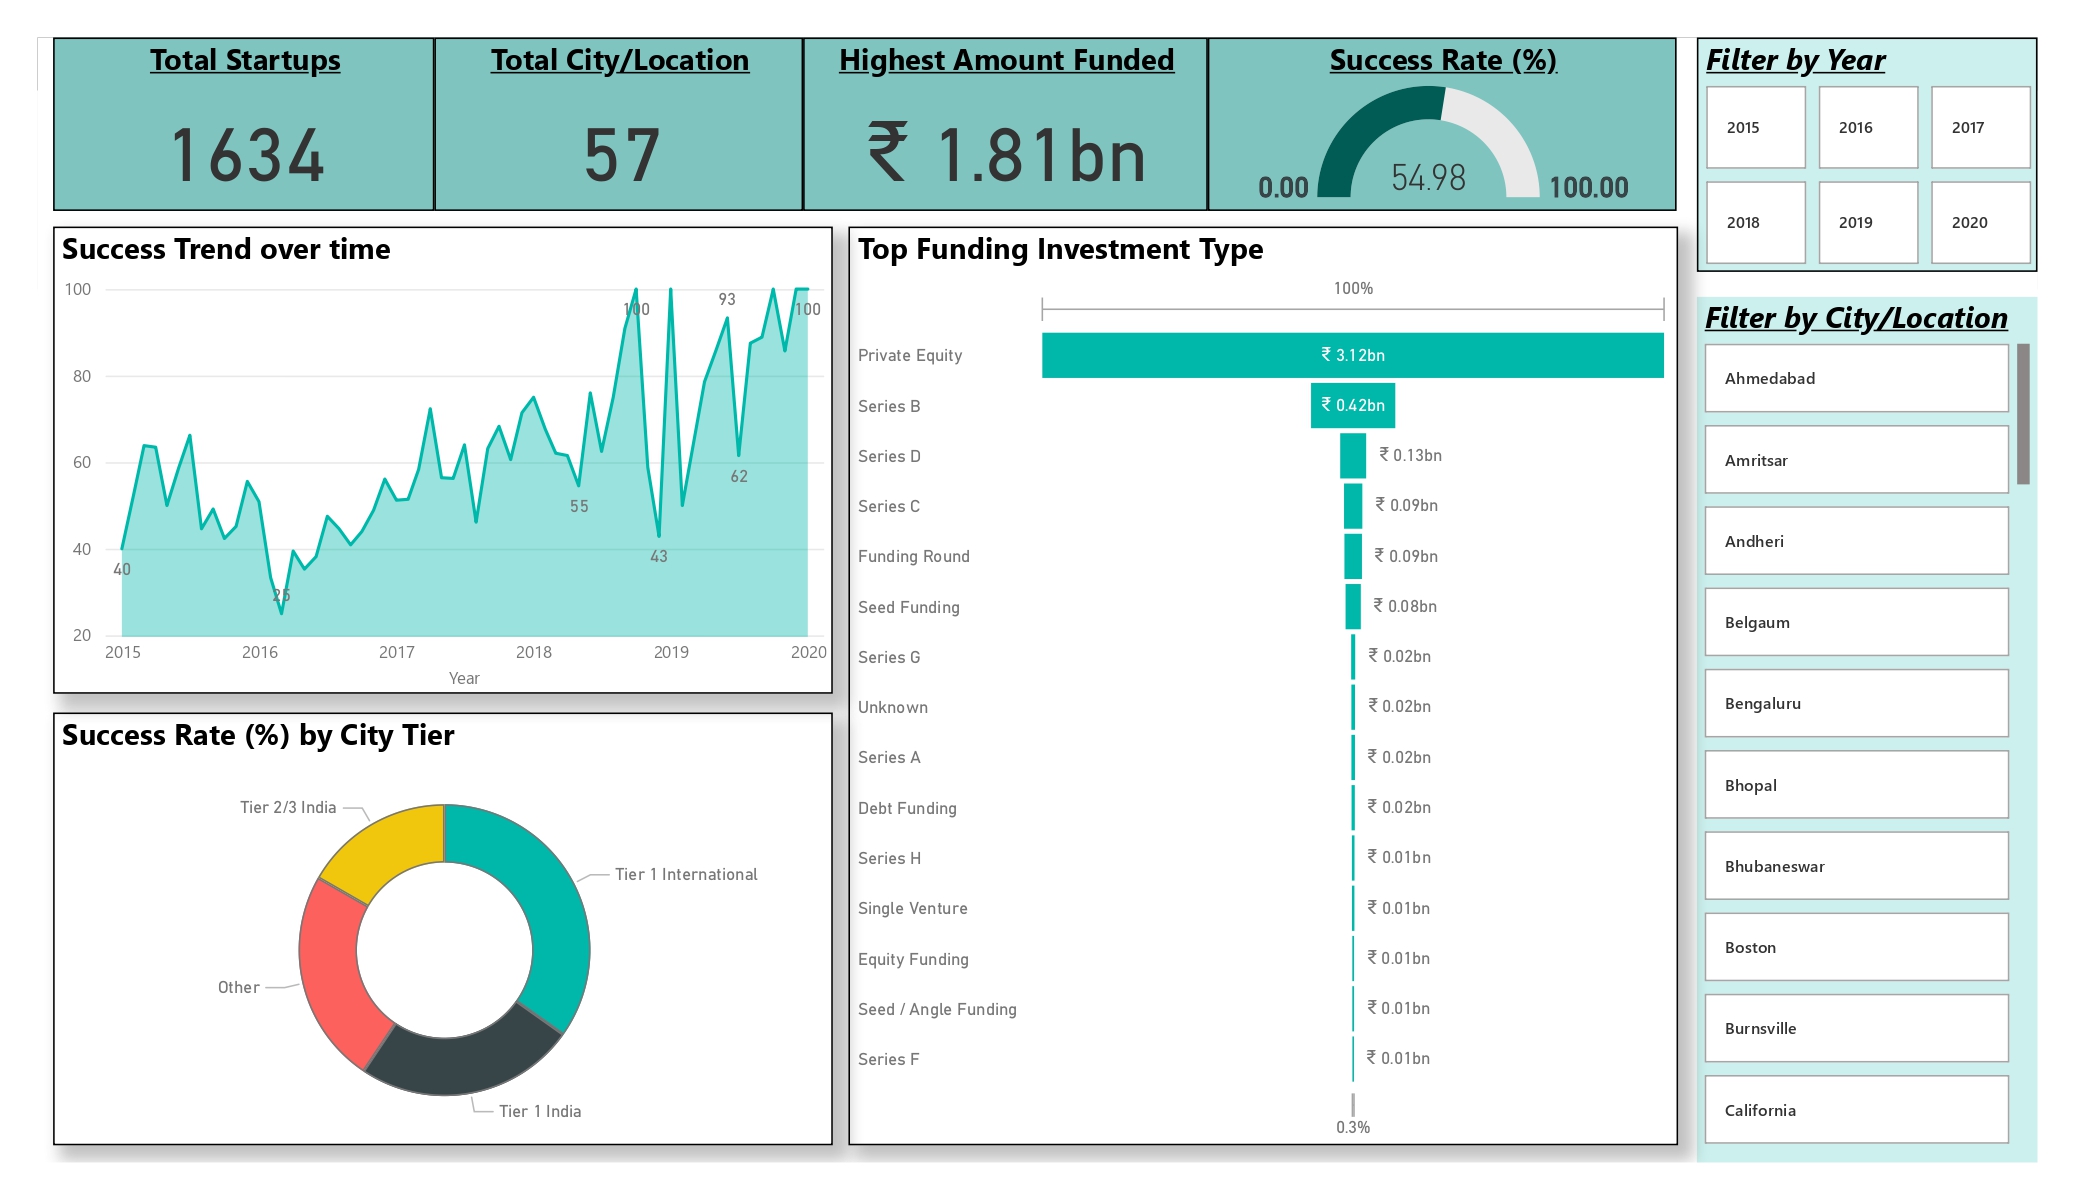 Total Startups
1634
Total City/Location
57
Highest Amount Funded
₹ 1.81bn
Success Rate (%)
0.00
54.98
100.00
Filter by Year
2015
2016
2017
2018
2019
2020
Success Trend over time
100
80
60
40
20
40
25
55
100
43
93
62
100
2015
2016
2017
2018
2019
2020
Year
Success Rate (%) by City Tier
Tier 2/3 India
Tier 1 International
Other
Tier 1 India
Top Funding Investment Type
100%
Private Equity
₹ 3.12bn
Series B
₹ 0.42bn
Series D
₹ 0.13bn
Series C
₹ 0.09bn
Funding Round
₹ 0.09bn
Seed Funding
₹ 0.08bn
Series G
₹ 0.02bn
Unknown
₹ 0.02bn
Series A
₹ 0.02bn
Debt Funding
₹ 0.02bn
Series H
₹ 0.01bn
Single Venture
₹ 0.01bn
Equity Funding
₹ 0.01bn
Seed / Angle Funding
₹ 0.01bn
Series F
₹ 0.01bn
0.3%
Filter by City/Location
Ahmedabad
Amritsar
Andheri
Belgaum
Bengaluru
Bhopal
Bhubaneswar
Boston
Burnsville
California